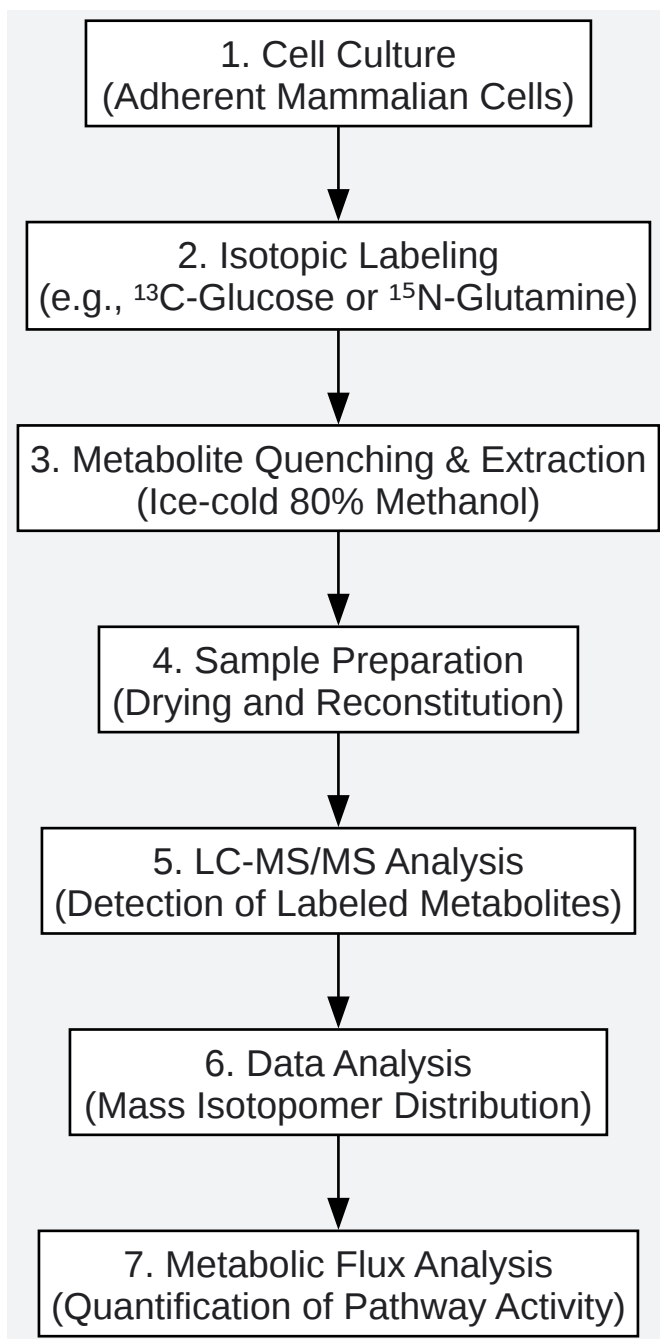 1. Cell Culture
(Adherent Mammalian Cells)
2. Isotopic Labeling
(e.g., ¹³C-Glucose or ¹⁵N-Glutamine)
3. Metabolite Quenching & Extraction
(Ice-cold 80% Methanol)
4. Sample Preparation
(Drying and Reconstitution)
5. LC-MS/MS Analysis
(Detection of Labeled Metabolites)
6. Data Analysis
(Mass Isotopomer Distribution)
7. Metabolic Flux Analysis
(Quantification of Pathway Activity)